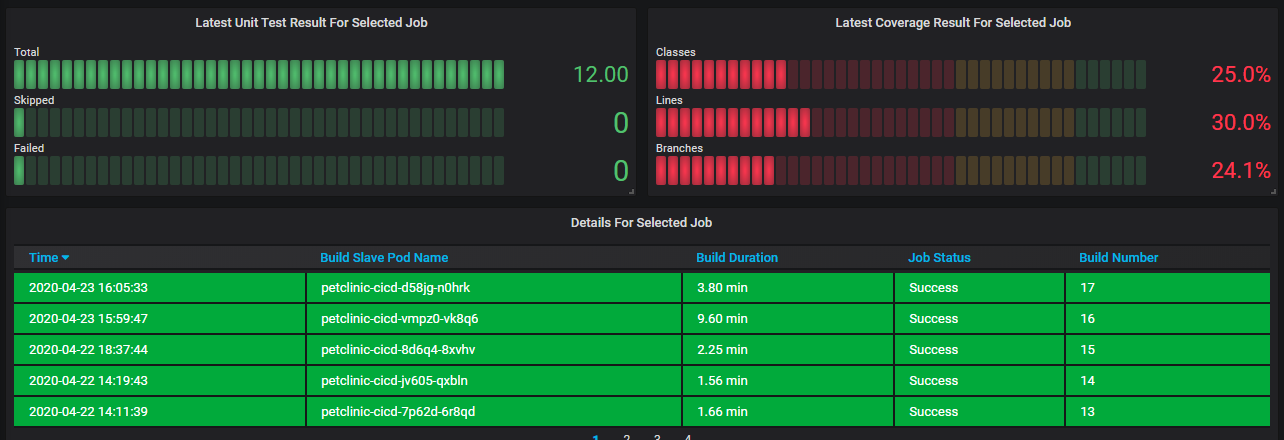 Latest Unit Test Result For Selected Job
Total
12.00
Skipped
0
Failed
0
Latest Coverage Result For Selected Job
Classes
25.0%
Lines
30.0%
Branches
24.1%
Details For Selected Job
Time Build Slave Pod Name Build Duration Job Status Build Number
2020-04-23 16:05:33 petclinic-cicd-d58jg-n0hrk 3.80 min Success 17
2020-04-23 15:59:47 petclinic-cicd-vmpz0-vk8q6 9.60 min Success 16
2020-04-22 18:37:44 petclinic-cicd-8d6q4-8xvhv 2.25 min Success 15
2020-04-22 14:19:43 petclinic-cicd-jv605-qxbln 1.56 min Success 14
2020-04-22 14:11:39 petclinic-cicd-7p62d-6r8qd 1.66 min Success 13
1 2 3 4